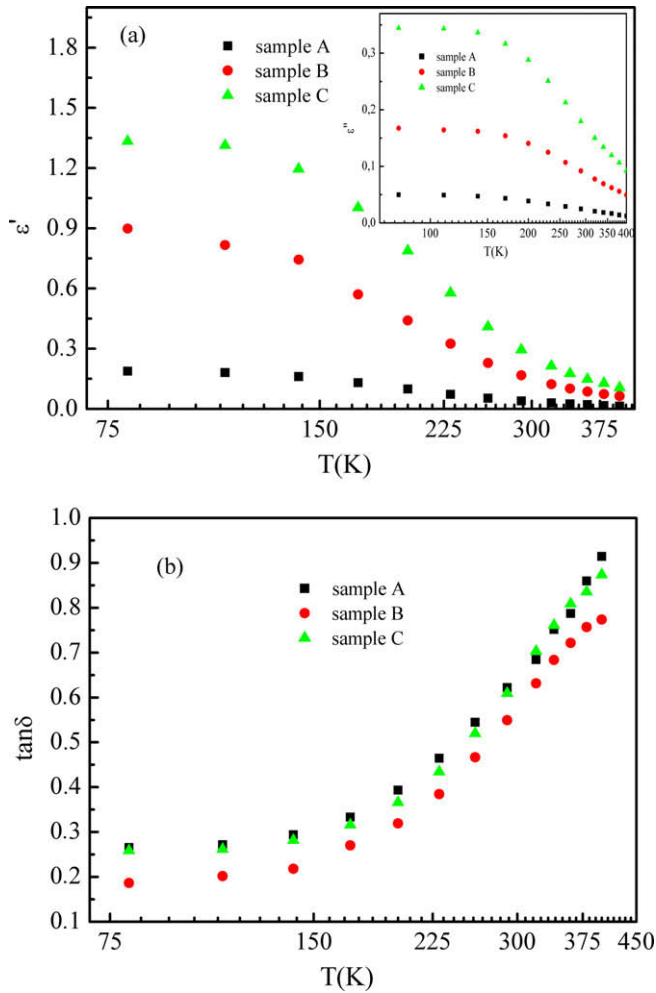 (a)
sample A
sample B
sample C
ε'
1.8
1.5
1.2
0.9
0.6
0.3
0.0
75 150 225 300 375
T(K)
sample A
sample B
sample C
ε''
0,3
0,2
0,1
0,0
100 150 200 250 300 350 400
T(K)
(b)
sample A
sample B
sample C
tanδ
1.0
0.9
0.8
0.7
0.6
0.5
0.4
0.3
0.2
0.1
75 150 225 300 375 450
T(K)